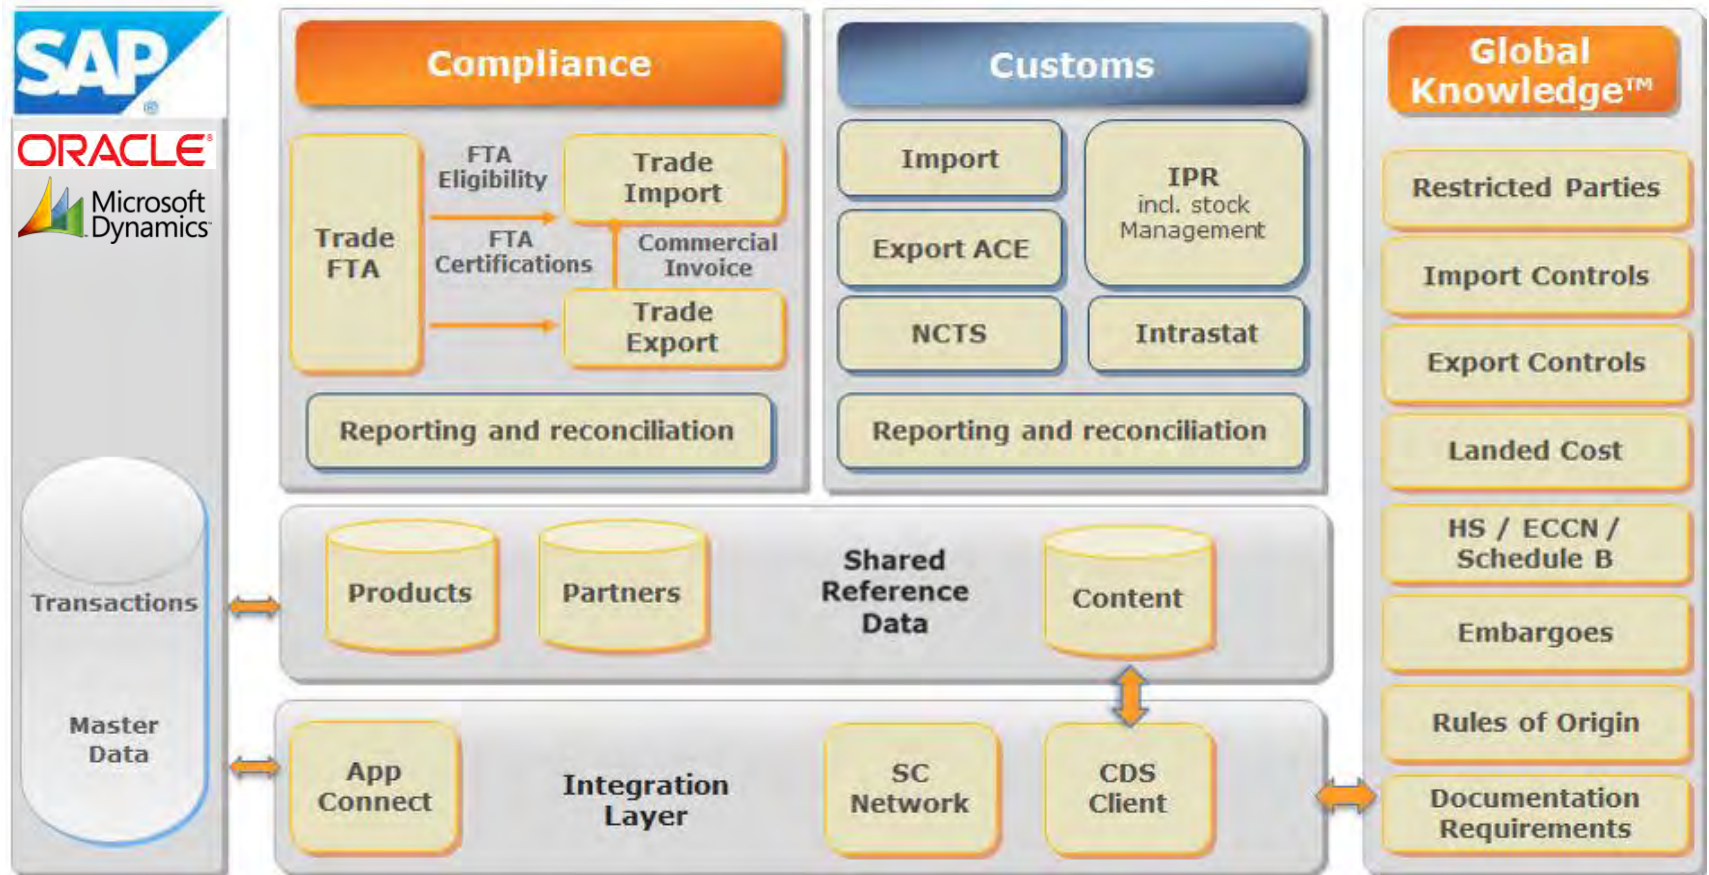 SAP
®
ORACLE®
Microsoft
Dynamics
Transactions
Master
Data
Compliance
Trade
FTA
FTA
Eligibility
FTA
Certifications
Trade
Import
Commercial
Invoice
Trade
Export
Reporting and reconciliation
Customs
Import
Export ACE
NCTS
IPR
incl. stock
Management
Intrastat
Reporting and reconciliation
Products
Partners
Shared
Reference
Data
Content
App
Connect
Integration
Layer
SC
Network
CDS
Client
Global
Knowledge™
Restricted Parties
Import Controls
Export Controls
Landed Cost
HS / ECCN /
Schedule B
Embargoes
Rules of Origin
Documentation
Requirements